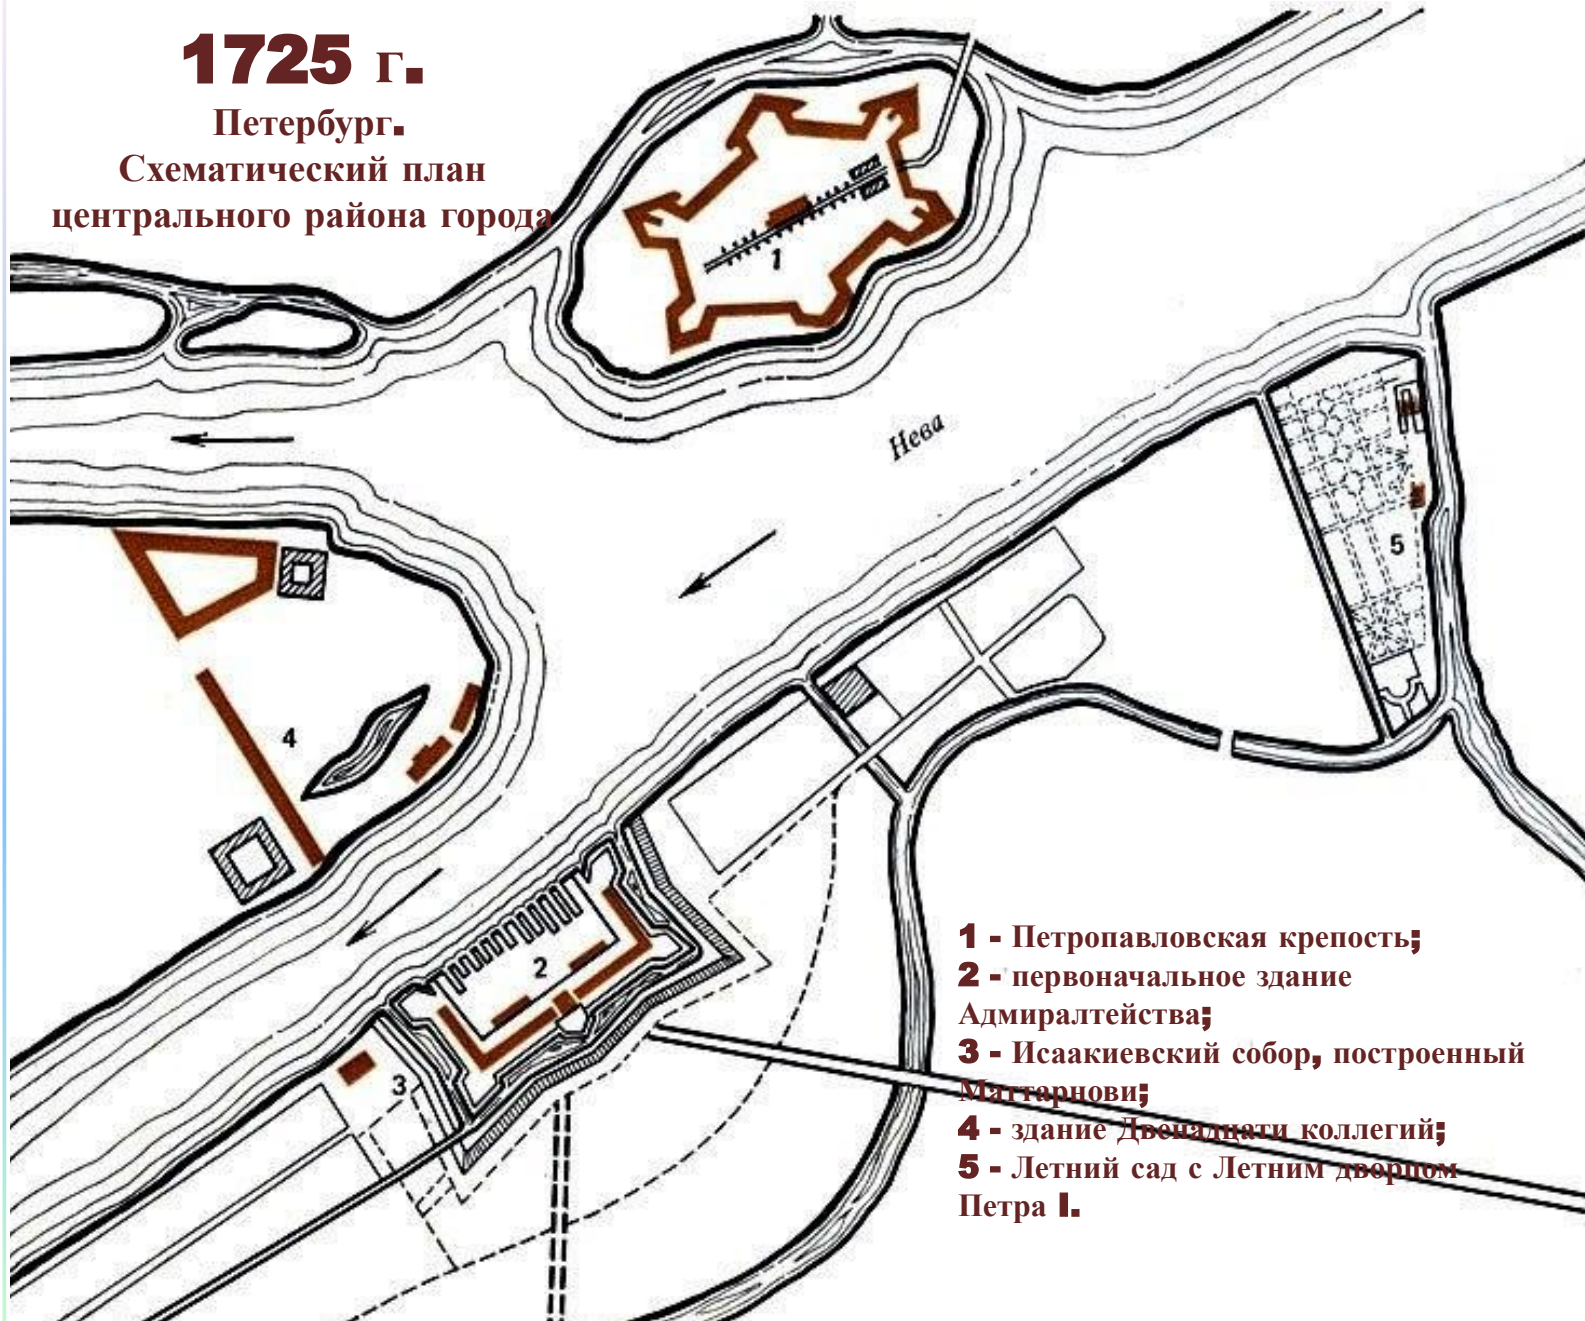 1725 г.
Петербург.
Схематический план
центрального района города
1
Нева
5
4
2
3
1 - Петропавловская крепость;
2 - первоначальное здание
Адмиралтейства;
3 - Исаакиевский собор, построенный
Маттарнови;
4 - здание Двенадцати коллегий;
5 - Летний сад с Летним дворцом
Петра I.